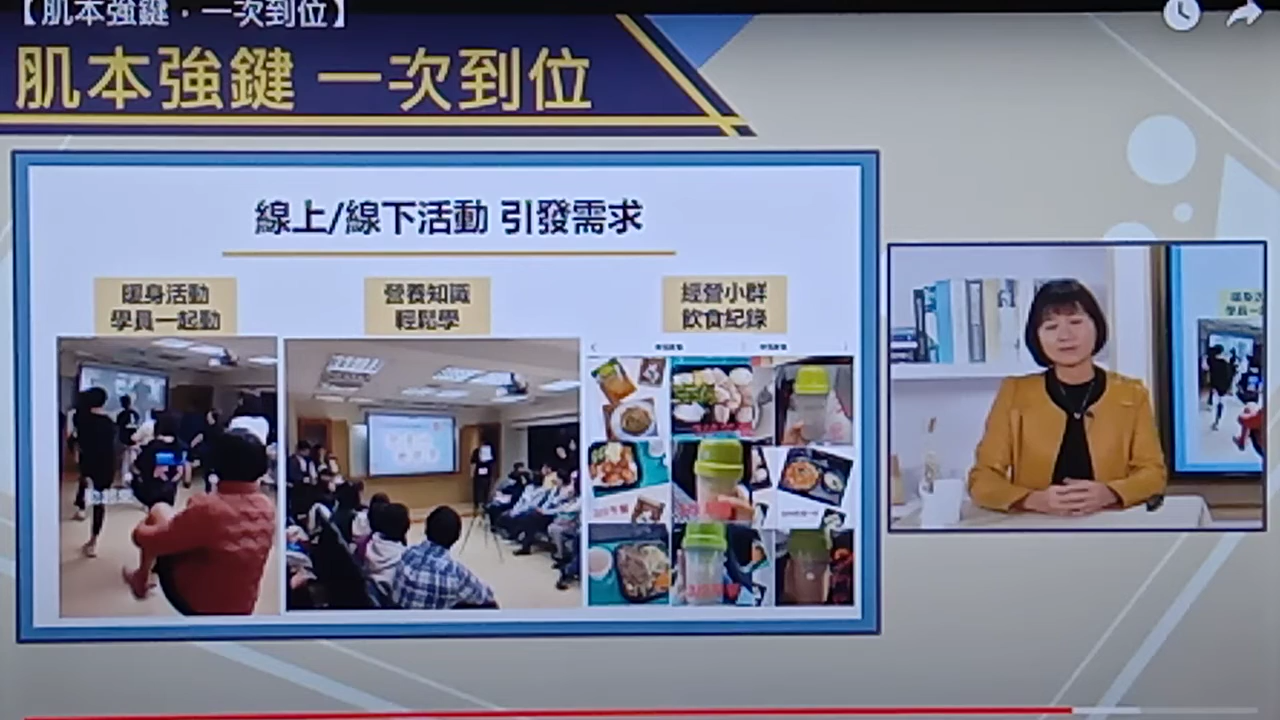 【肌本強鍵．一次到位】
肌本強鍵 一次到位
線上/線下活動 引發需求
暖身活動
學員一起動
營養知識
輕鬆學
經營小群
飲食紀錄